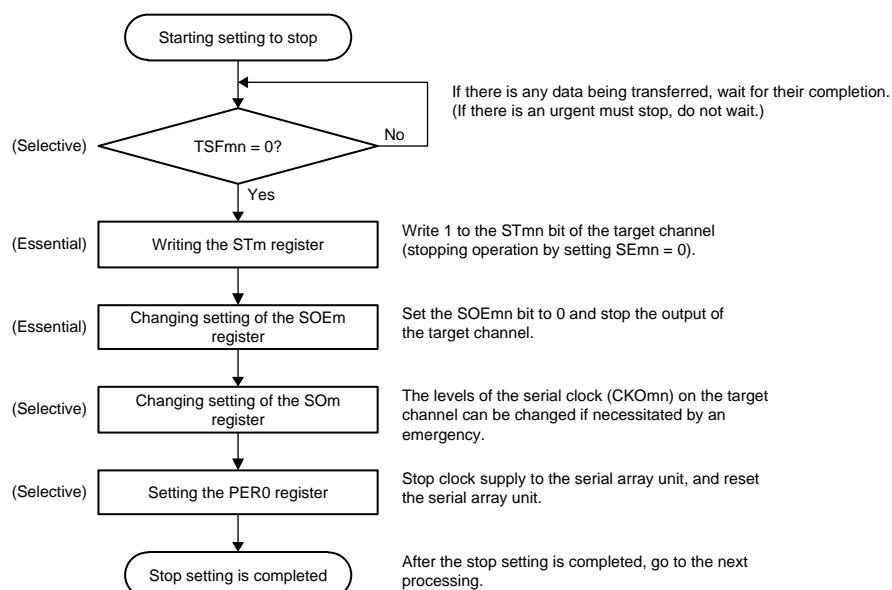 Starting setting to stop
If there is any data being transferred, wait for their completion.
(If there is an urgent must stop, do not wait.)
(Selective)
TSFmn = 0?
No
Yes
(Essential)
Writing the STm register
Write 1 to the STmn bit of the target channel
(stopping operation by setting SEmn = 0).
(Essential)
Changing setting of the SOEm
register
Set the SOEmn bit to 0 and stop the output of
the target channel.
(Selective)
Changing setting of the SOm
register
The levels of the serial clock (CKOmn) on the target
channel can be changed if necessitated by an
emergency.
(Selective)
Setting the PER0 register
Stop clock supply to the serial array unit, and reset
the serial array unit.
Stop setting is completed
After the stop setting is completed, go to the next
processing.